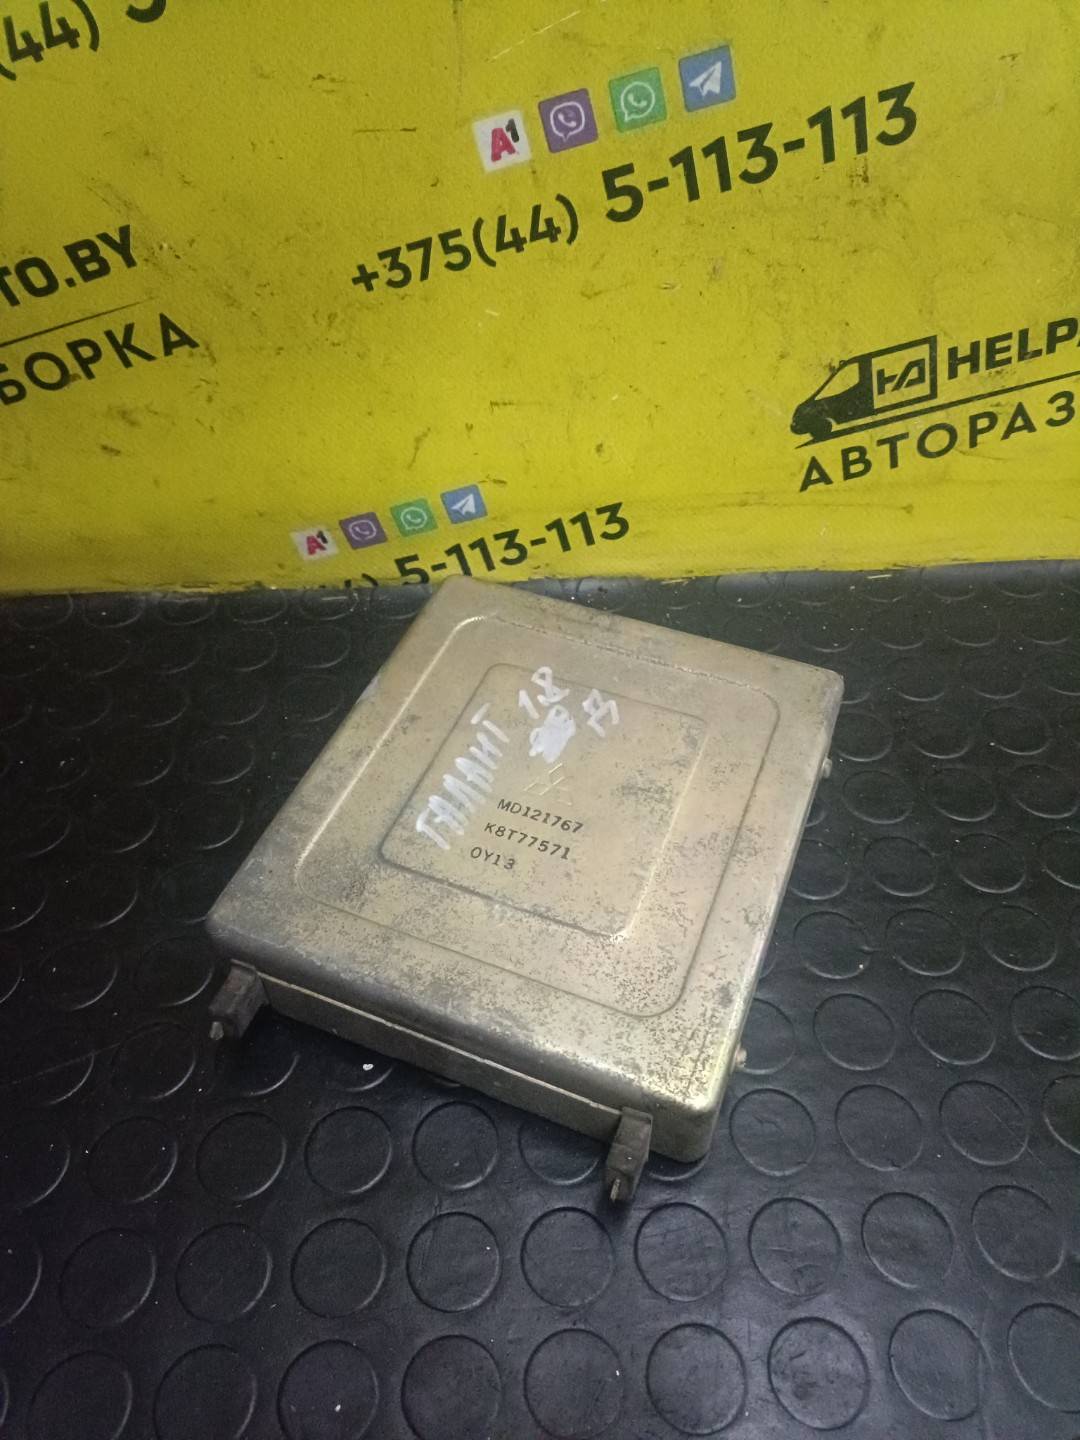 (44) 5
A1
+375(44) 5-113-113
TO.BY
БОРКА
HELPA
АВТОРАЗ
A1
5-113-113
ГАЛАНТ 1.8
В
MD121767
K8T77571
0Y13